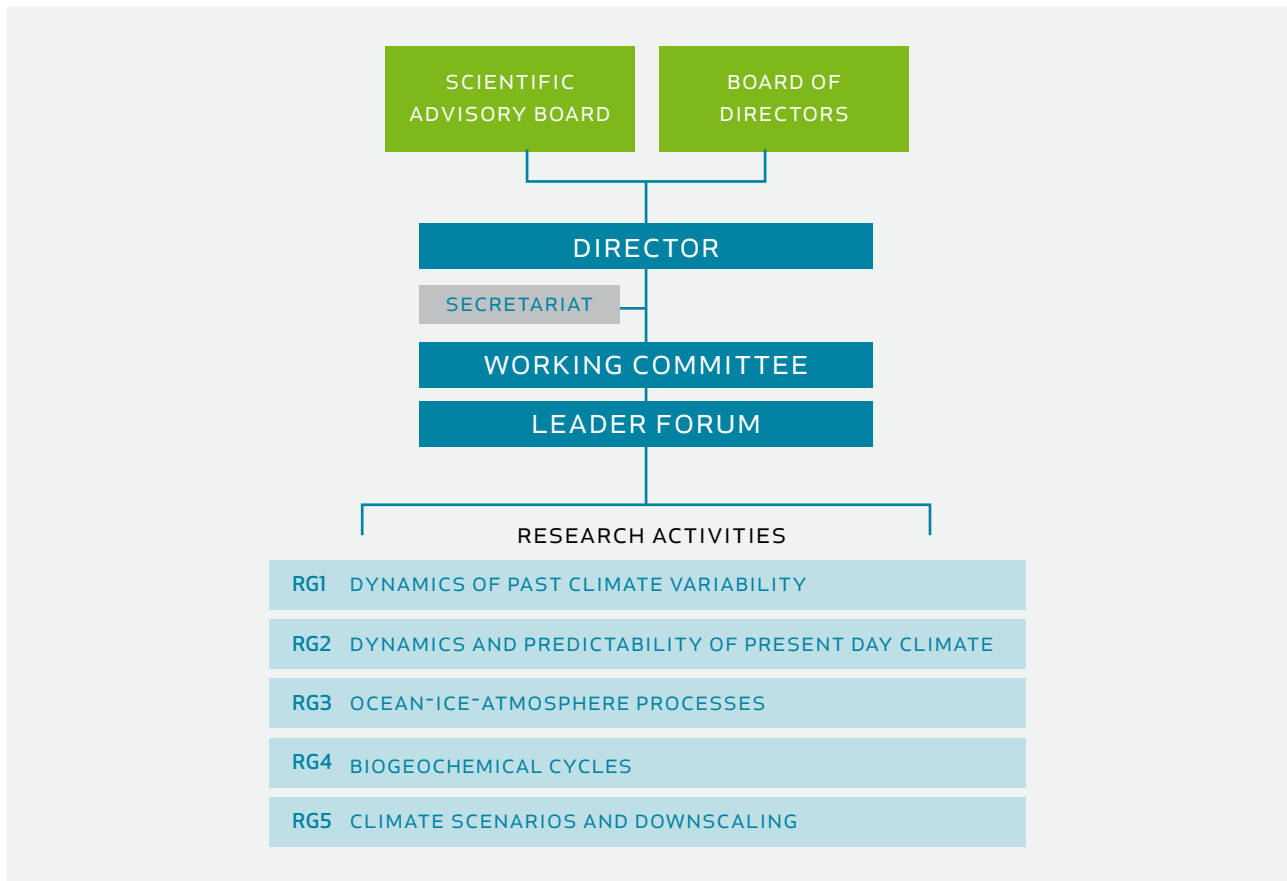 SCIENTIFIC
ADVISORY BOARD
BOARD OF
DIRECTORS
DIRECTOR
SECRETARIAT
WORKING COMMITTEE
LEADER FORUM
RESEARCH ACTIVITIES
RG1 DYNAMICS OF PAST CLIMATE VARIABILITY
RG2 DYNAMICS AND PREDICTABILITY OF PRESENT DAY CLIMATE
RG3 OCEAN-ICE-ATMOSPHERE PROCESSES
RG4 BIOGEOCHEMICAL CYCLES
RG5 CLIMATE SCENARIOS AND DOWNSCALING